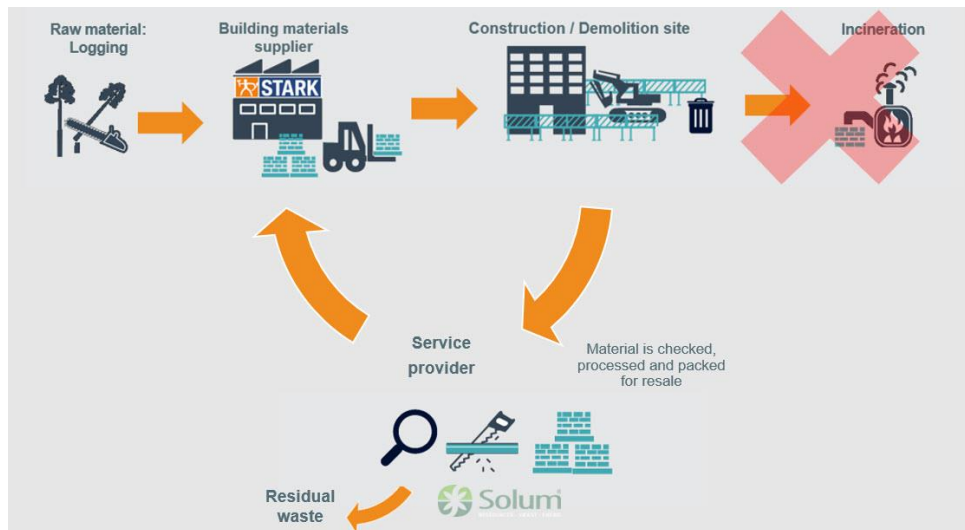 Raw material:
Logging
Building materials
supplier
Construction / Demolition site
Incineration
STARK
Service
provider
Material is checked,
processed and packed
for resale
Residual
waste
Solum